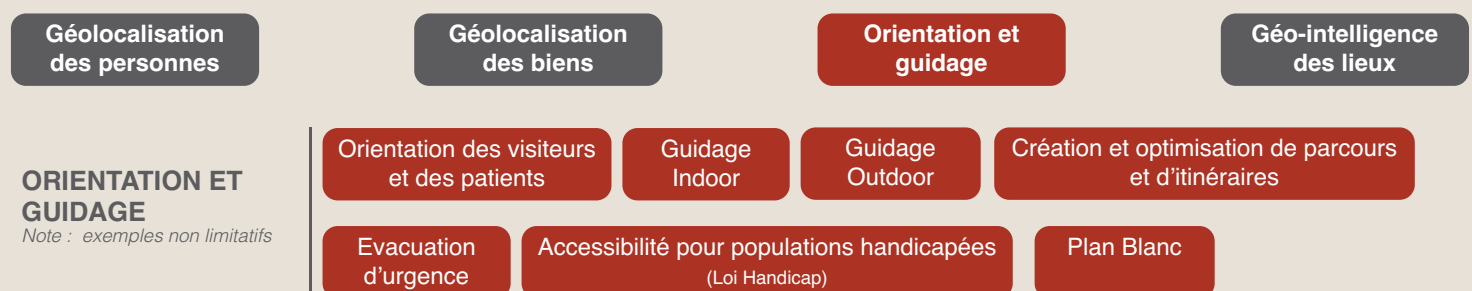 Géolocalisation
des personnes
Géolocalisation
des biens
Orientation et
guidage
Géo-intelligence
des lieux
ORIENTATION ET
GUIDAGE
Note : exemples non limitatifs
Orientation des visiteurs
et des patients
Guidage
Indoor
Guidage
Outdoor
Création et optimisation de parcours
et d’itinéraires
Evacuation
d’urgence
Accessibilité pour populations handicapées
(Loi Handicap)
Plan Blanc